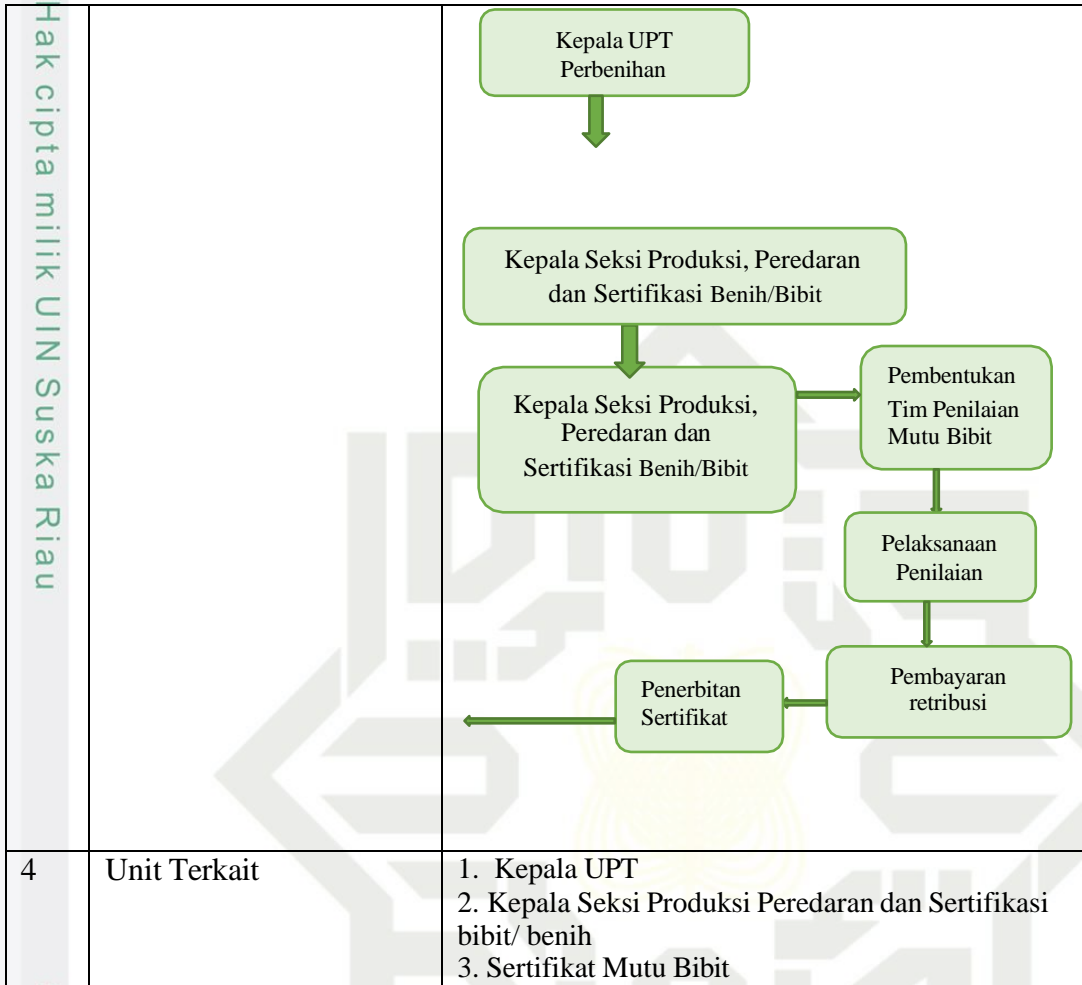 Hak cipta milik UIN Suska Riau
Kepala UPT
Perbenihan
Kepala Seksi Produksi, Peredaran
dan Sertifikasi Benih/Bibit
Kepala Seksi Produksi,
Peredaran dan
Sertifikasi Benih/Bibit
Pembentukan
Tim Penilaian
Mutu Bibit
Pelaksanaan
Penilaian
Pembayaran
retribusi
Penerbitan
Sertifikat
4
Unit Terkait
1. Kepala UPT
2. Kepala Seksi Produksi Peredaran dan Sertifikasi
bibit/ benih
3. Sertifikat Mutu Bibit